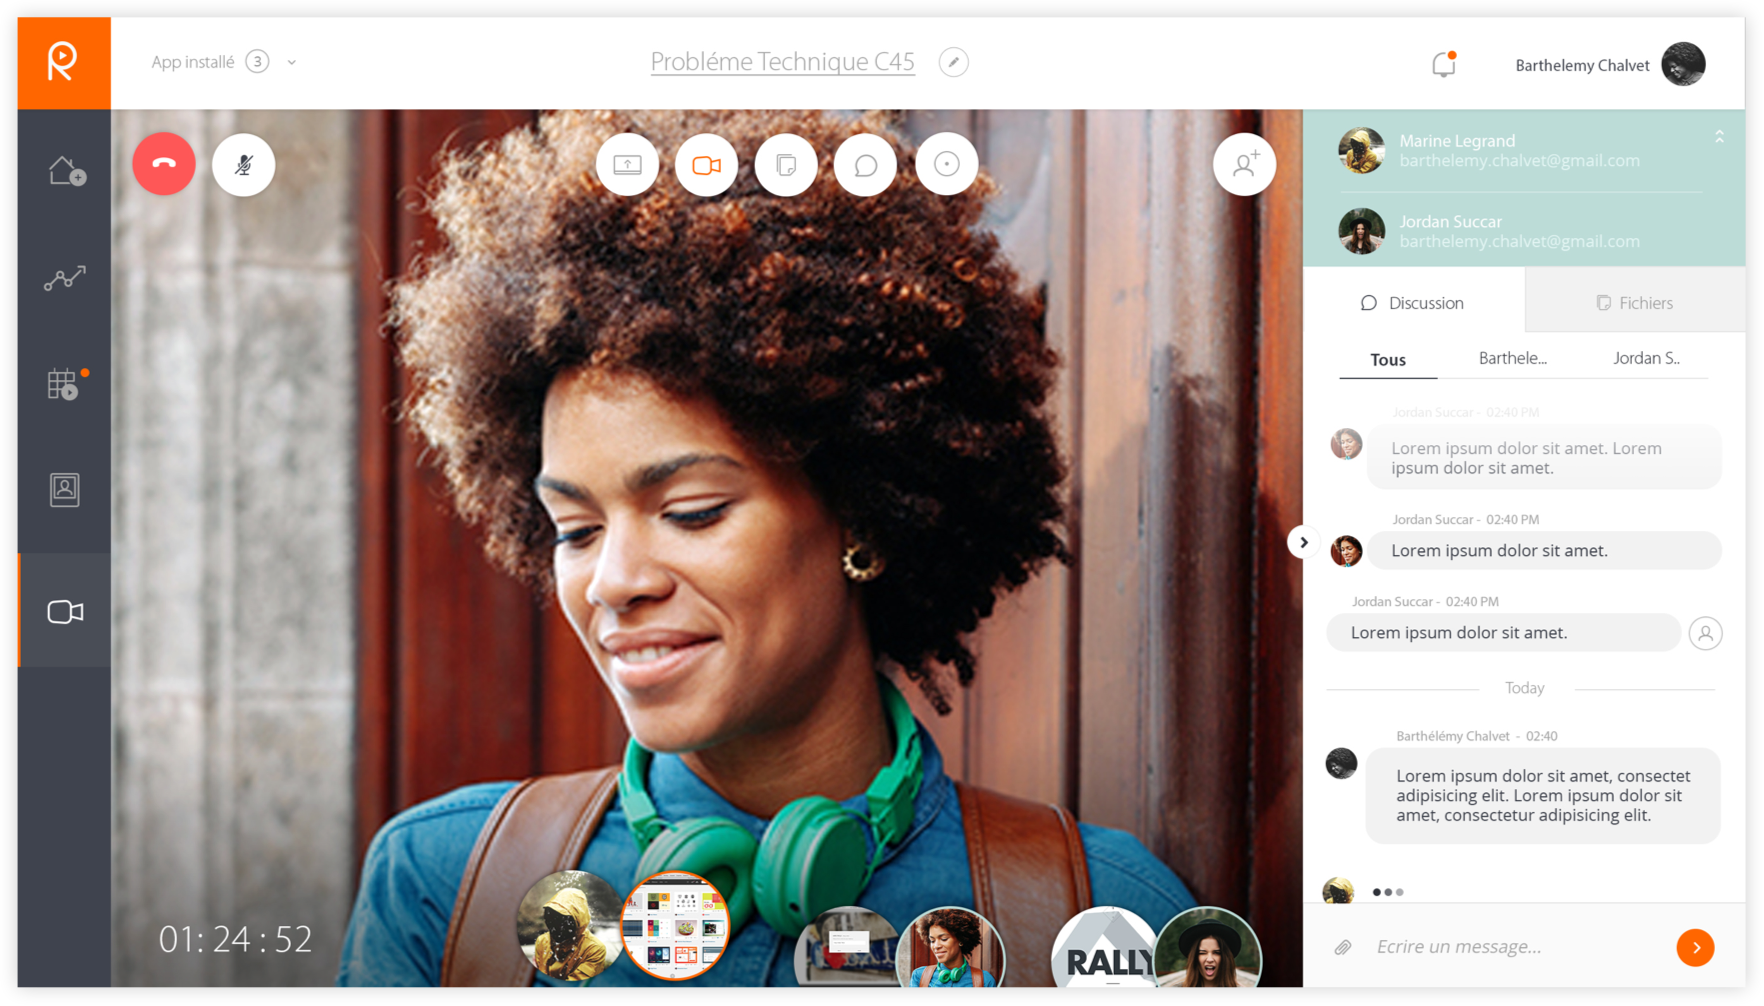 App installé 3
Probléme Technique C45
Barthelemy Chalvet
Marine Legrand
barthelemy.chalvet@gmail.com
Jordan Succar
barthelemy.chalvet@gmail.com
Discussion
Fichiers
Tous
Barthele...
Jordan S..
Jordan Succar - 02:40 PM
Lorem ipsum dolor sit amet. Lorem
ipsum dolor sit amet.
Jordan Succar - 02:40 PM
Lorem ipsum dolor sit amet.
Jordan Succar - 02:40 PM
Lorem ipsum dolor sit amet.
Today
Barthélémy Chalvet - 02:40
Lorem ipsum dolor sit amet, consectet
adipisicing elit. Lorem ipsum dolor sit
amet, consectetur adipisicing elit.
01: 24 : 52
RALLY
Ecrire un message...